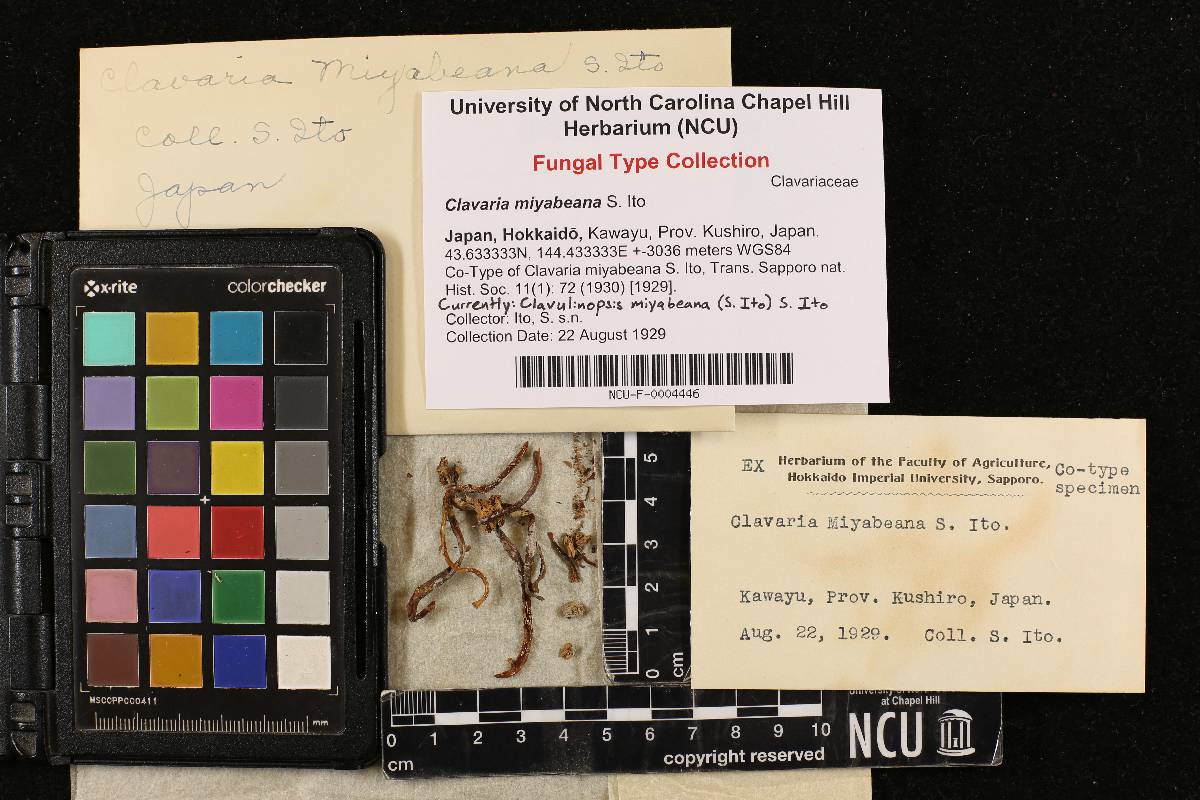 Clavaria Miyabeana S. Ito
Coll. S. Ito
Japan
University of North Carolina Chapel Hill
Herbarium (NCU)
Fungal Type Collection
Clavariaceae
Clavaria miyabeana S. Ito
Japan, Hokkaidō, Kawayu, Prov. Kushiro, Japan.
43.633333N, 144.433333E +-3036 meters WGS84
Co-Type of Clavaria miyabeana S. Ito, Trans. Sapporo nat.
Hist. Soc. 11(1): 72 (1930) [1929].
Currently: Clavulinopsis miyabeana (S. Ito) S. Ito
Collector: Ito, S. s.n.
Collection Date: 22 August 1929
NCU-F-0004446
x-rite colorchecker
MSCCPPC00411
mm
5
4
3
2
1
0 cm
EX Herbarium of the Faculty of Agriculture, Co-type
Hokkaido Imperial University, Sapporo. specimen
Clavaria Miyabeana S. Ito.
Kawayu, Prov. Kushiro, Japan.
Aug. 22, 1929. Coll. S. Ito.
0 1 2 3 4 5 6 7 8 9 10
cm
copyright reserved
at Chapel Hill
NCU